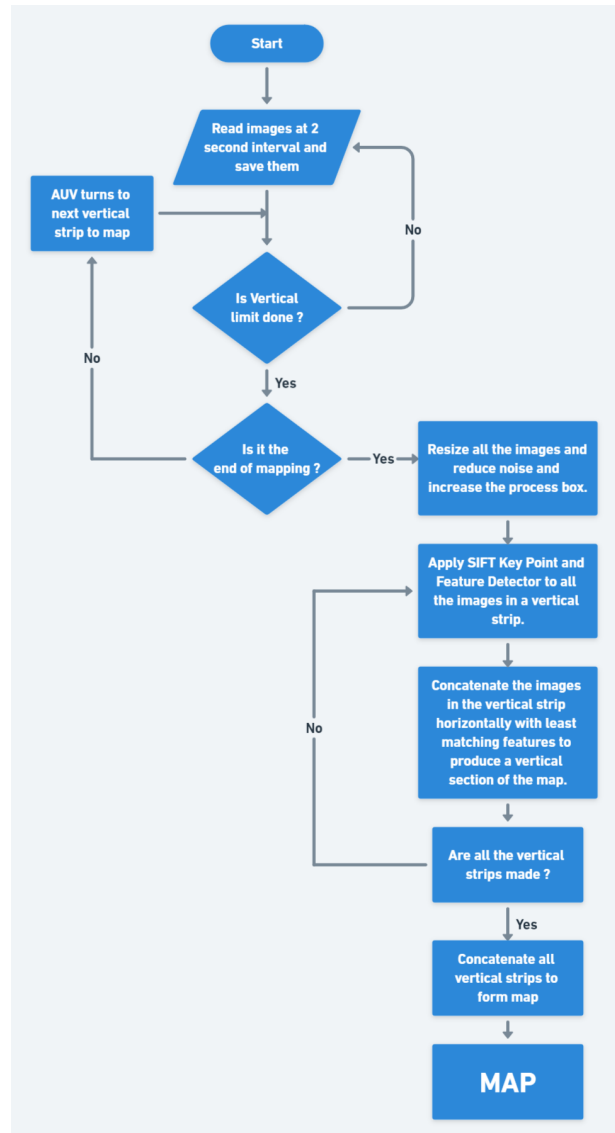 Start
Read images at 2
second interval and
save them
AUV turns to
next vertical
strip to map
No
Is Vertical
limit done ?
No
Yes
Is it the
end of mapping ?
Yes
Resize all the images and
reduce noise and
increase the process box.
Apply SIFT Key Point and
Feature Detector to all
the images in a vertical
strip.
Concatenate the images
in the vertical strip
horizontally with least
matching features to
produce a vertical
section of the map.
No
Are all the vertical
strips made ?
Yes
Concatenate all
vertical strips to
form map
MAP